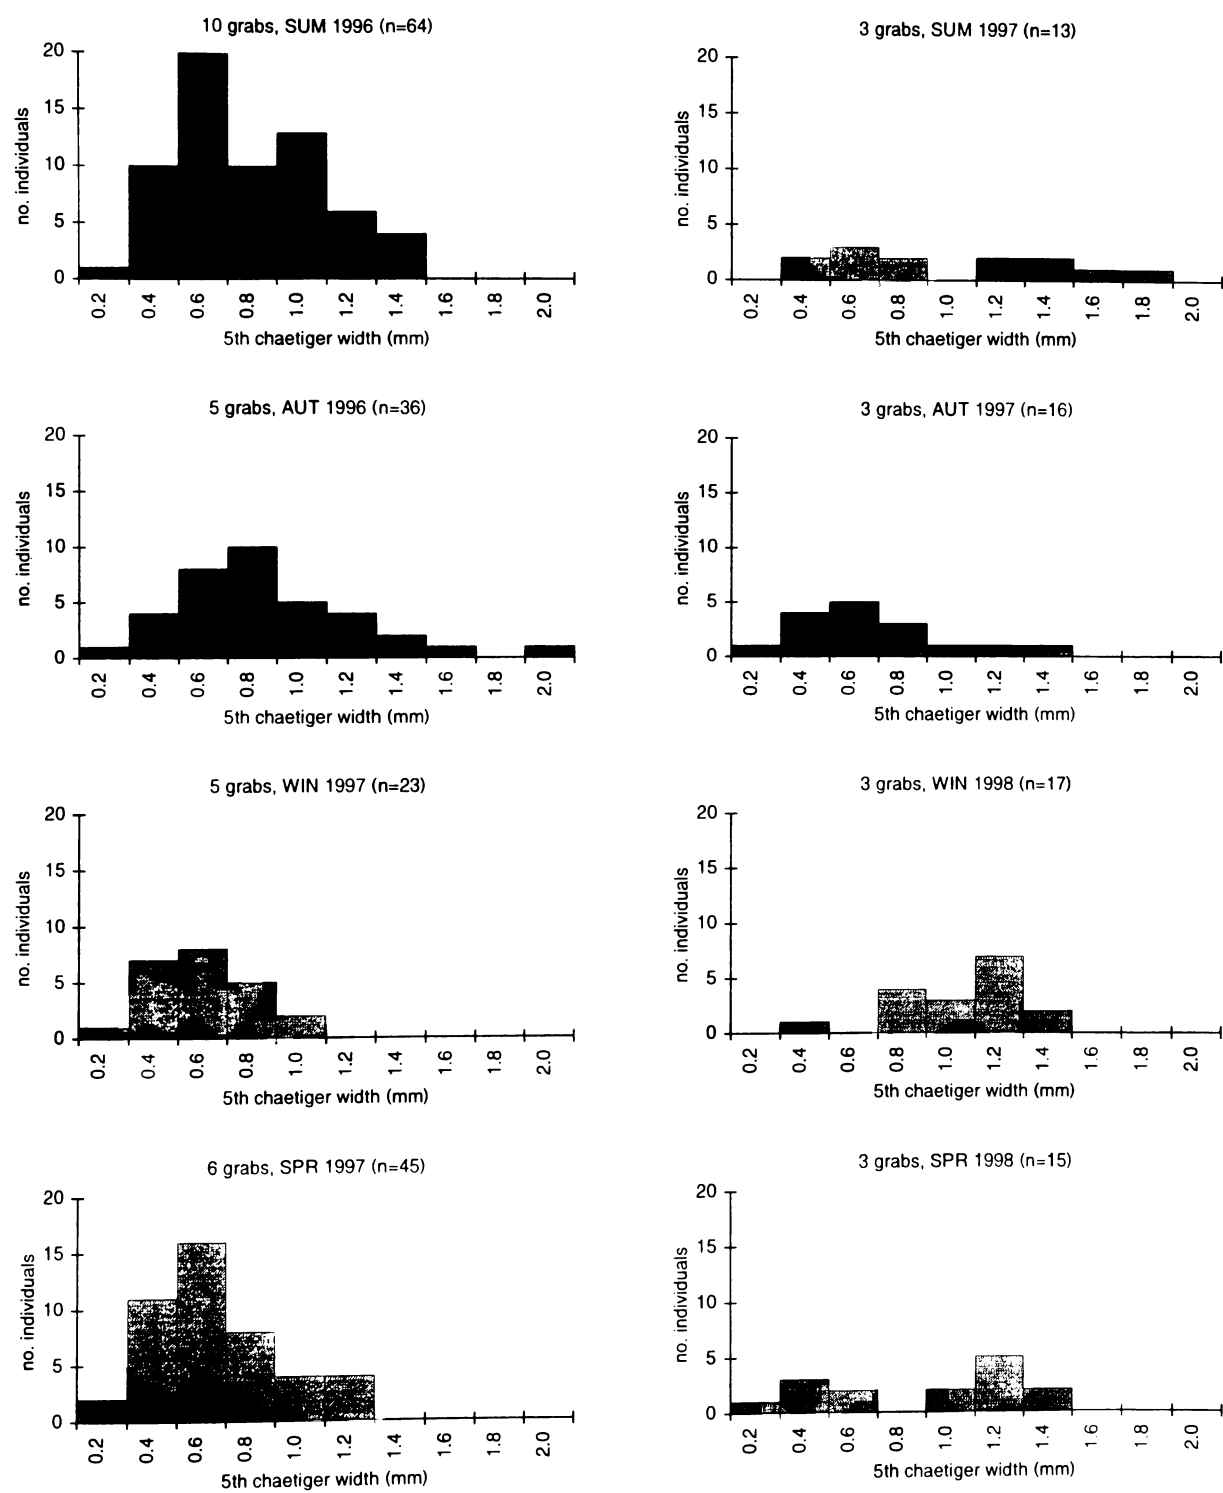 10 grabs, SUM 1996 (n=64)
20
15
10
5
0
no. individuals
0.2 0.4 0.6 0.8 1.0 1.2 1.4 1.6 1.8 2.0
5th chaetiger width (mm)
3 grabs, SUM 1997 (n=13)
20
15
10
5
0
no. individuals
0.2 0.4 0.6 0.8 1.0 1.2 1.4 1.6 1.8 2.0
5th chaetiger width (mm)
5 grabs, AUT 1996 (n=36)
20
15
10
5
0
no. individuals
0.2 0.4 0.6 0.8 1.0 1.2 1.4 1.6 1.8 2.0
5th chaetiger width (mm)
3 grabs, AUT 1997 (n=16)
20
15
10
5
0
no. individuals
0.2 0.4 0.6 0.8 1.0 1.2 1.4 1.6 1.8 2.0
5th chaetiger width (mm)
5 grabs, WIN 1997 (n=23)
20
15
10
5
0
no. individuals
0.2 0.4 0.6 0.8 1.0 1.2 1.4 1.6 1.8 2.0
5th chaetiger width (mm)
3 grabs, WIN 1998 (n=17)
20
15
10
5
0
no. individuals
0.2 0.4 0.6 0.8 1.0 1.2 1.4 1.6 1.8 2.0
5th chaetiger width (mm)
6 grabs, SPR 1997 (n=45)
20
15
10
5
0
no. individuals
0.2 0.4 0.6 0.8 1.0 1.2 1.4 1.6 1.8 2.0
5th chaetiger width (mm)
3 grabs, SPR 1998 (n=15)
20
15
10
5
0
no. individuals
0.2 0.4 0.6 0.8 1.0 1.2 1.4 1.6 1.8 2.0
5th chaetiger width (mm)